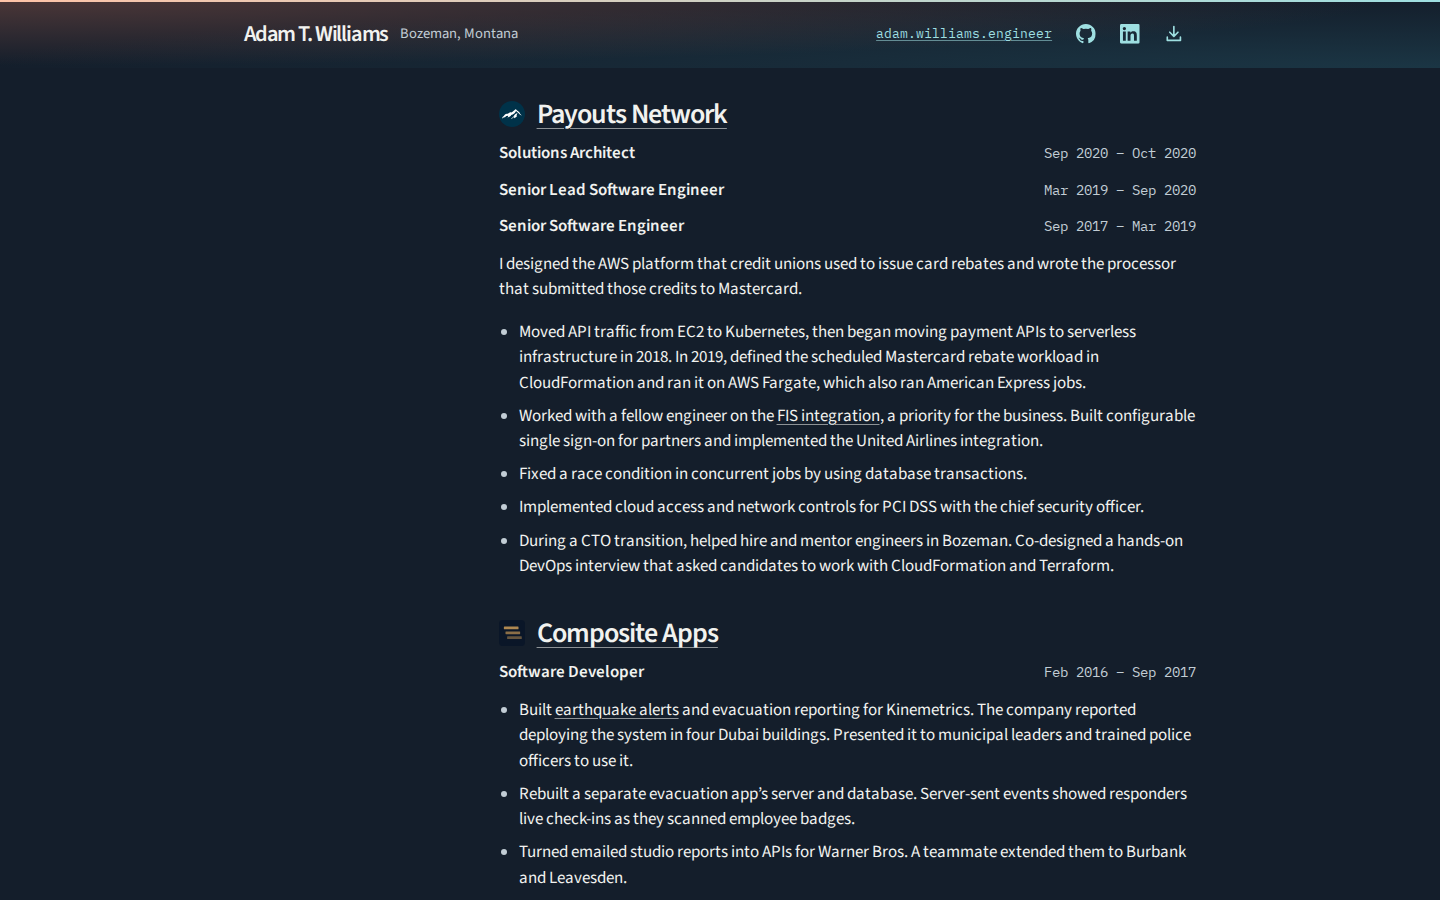 Adam T. Williams Bozeman, Montana adam.williams.engineer
Payouts Network
Solutions Architect Sep 2020 – Oct 2020
Senior Lead Software Engineer Mar 2019 – Sep 2020
Senior Software Engineer Sep 2017 – Mar 2019
I designed the AWS platform that credit unions used to issue card rebates and wrote the processor
that submitted those credits to Mastercard.
• Moved API traffic from EC2 to Kubernetes, then began moving payment APIs to serverless
infrastructure in 2018. In 2019, defined the scheduled Mastercard rebate workload in
CloudFormation and ran it on AWS Fargate, which also ran American Express jobs.
• Worked with a fellow engineer on the FIS integration, a priority for the business. Built configurable
single sign-on for partners and implemented the United Airlines integration.
• Fixed a race condition in concurrent jobs by using database transactions.
• Implemented cloud access and network controls for PCI DSS with the chief security officer.
• During a CTO transition, helped hire and mentor engineers in Bozeman. Co-designed a hands-on
DevOps interview that asked candidates to work with CloudFormation and Terraform.
Composite Apps
Software Developer Feb 2016 – Sep 2017
• Built earthquake alerts and evacuation reporting for Kinemetrics. The company reported
deploying the system in four Dubai buildings. Presented it to municipal leaders and trained police
officers to use it.
• Rebuilt a separate evacuation app’s server and database. Server-sent events showed responders
live check-ins as they scanned employee badges.
• Turned emailed studio reports into APIs for Warner Bros. A teammate extended them to Burbank
and Leavesden.